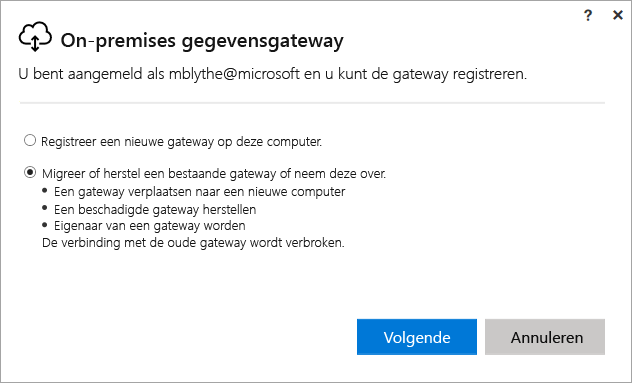 ? ×
On-premises gegevensgateway
U bent aangemeld als mblythe@microsoft en u kunt de gateway registreren.
Registreer een nieuwe gateway op deze computer.
Migreer of herstel een bestaande gateway of neem deze over.
• Een gateway verplaatsen naar een nieuwe computer
• Een beschadigde gateway herstellen
• Eigenaar van een gateway worden
De verbinding met de oude gateway wordt verbroken.
Volgende Annuleren